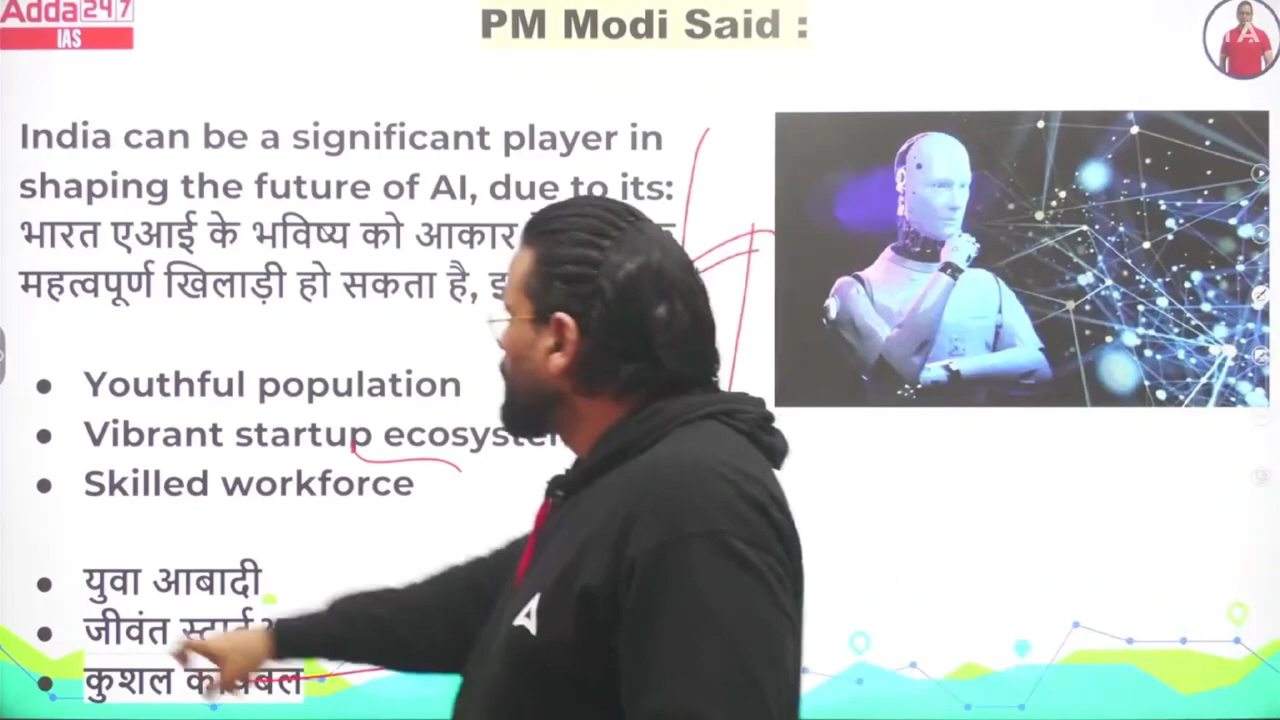 Adda247
IAS
PM Modi Said :
India can be a significant player in
shaping the future of AI, due to its:
भारत एआई के भविष्य को आकार
महत्वपूर्ण खिलाड़ी हो सकता है,
Youthful population
Vibrant startup
Skilled workforce
युवा आबादी
जीवंत
कुशल